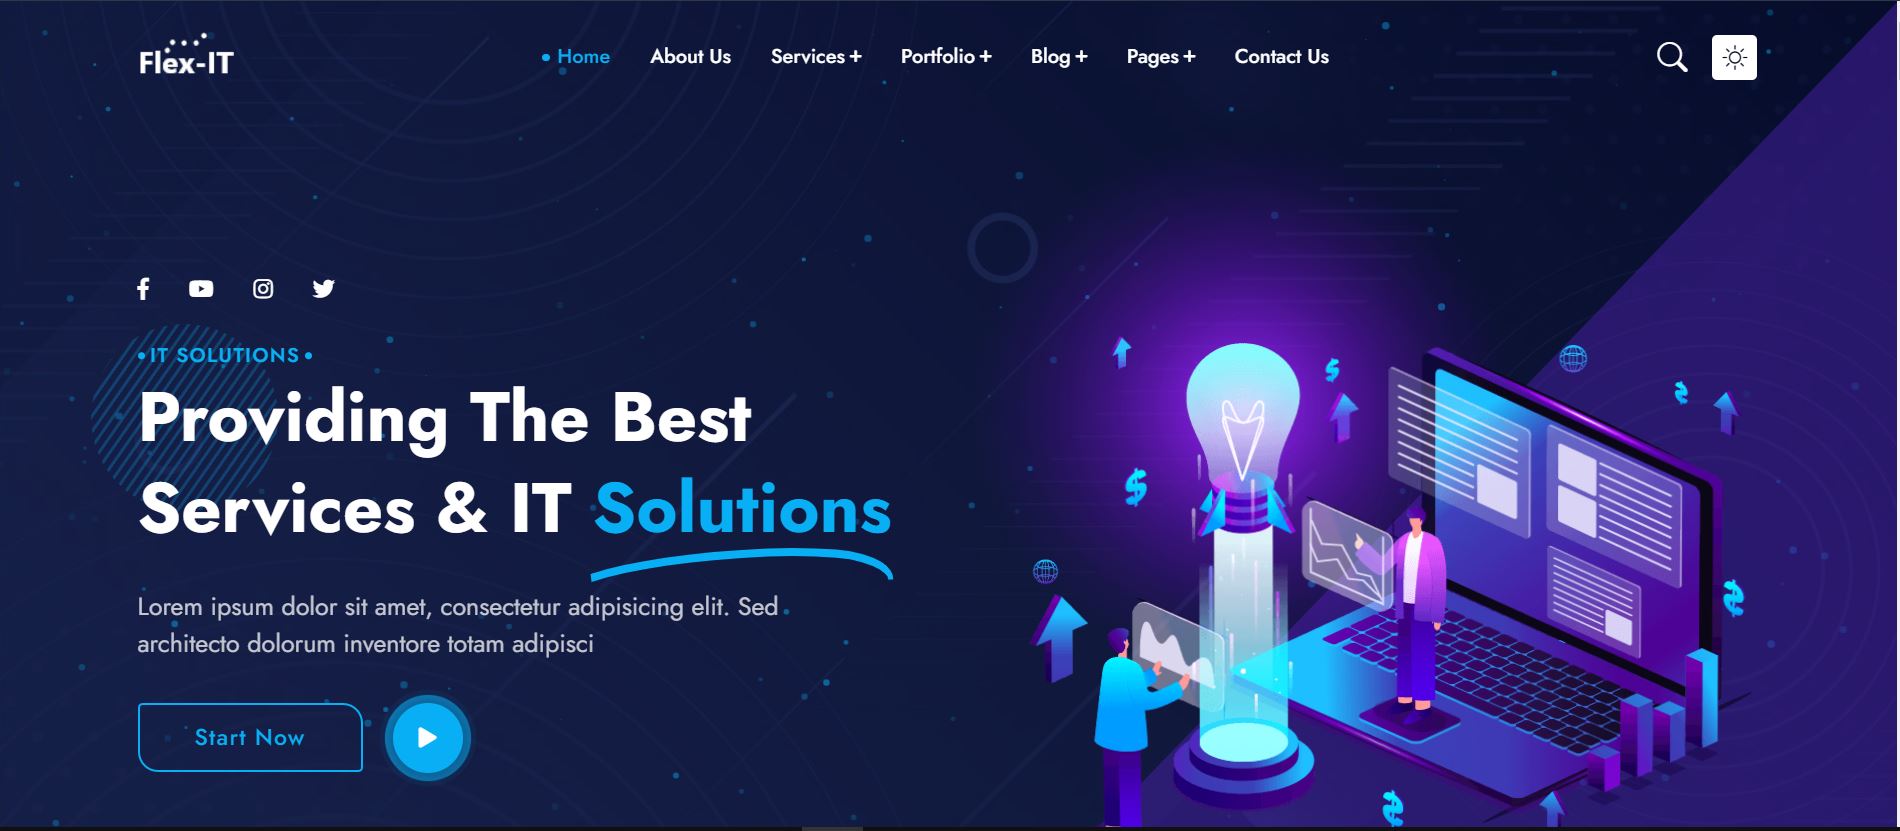 Flex-IT
Home About Us Services + Portfolio + Blog + Pages + Contact Us
IT SOLUTIONS
Providing The Best
Services & IT Solutions
Lorem ipsum dolor sit amet, consectetur adipisicing elit. Sed
architecto dolorum inventore totam adipisci
Start Now